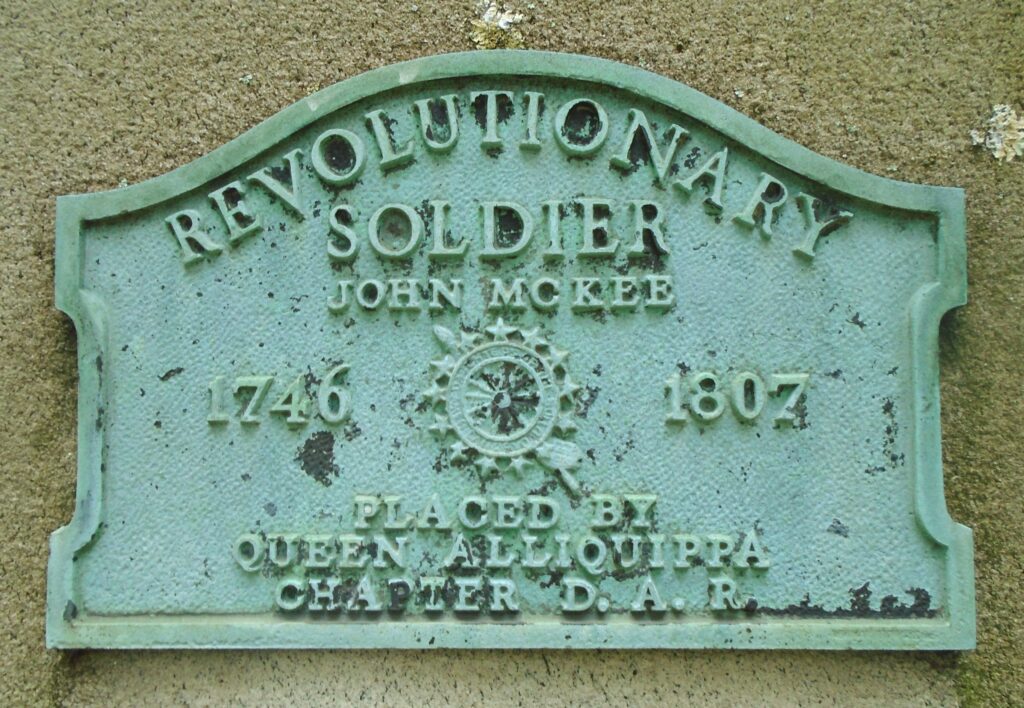 REVOLUTIONARY
SOLDIER
JOHN MCKEE
1746 1807
PLACED BY
QUEEN ALLIQUIPPA
CHAPTER D. A. R.